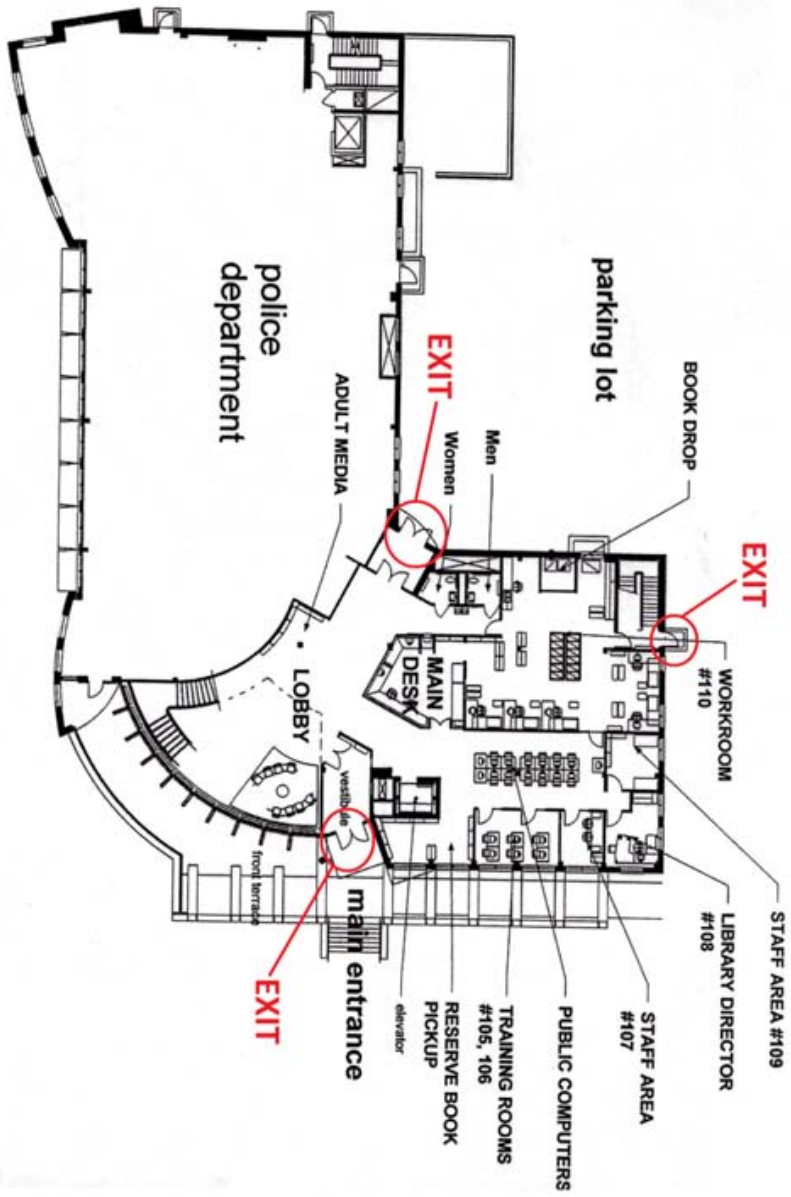 police
department
parking lot
EXIT
Men
Women
ADULT MEDIA
BOOK DROP
EXIT
WORKROOM
#110
MAIN
DESK
LOBBY
vestibule
front terrace
main entrance
EXIT
elevator
RESERVE BOOK
PICKUP
TRAINING ROOMS
#105, 106
PUBLIC COMPUTERS
STAFF AREA
#107
LIBRARY DIRECTOR
#108
STAFF AREA #109